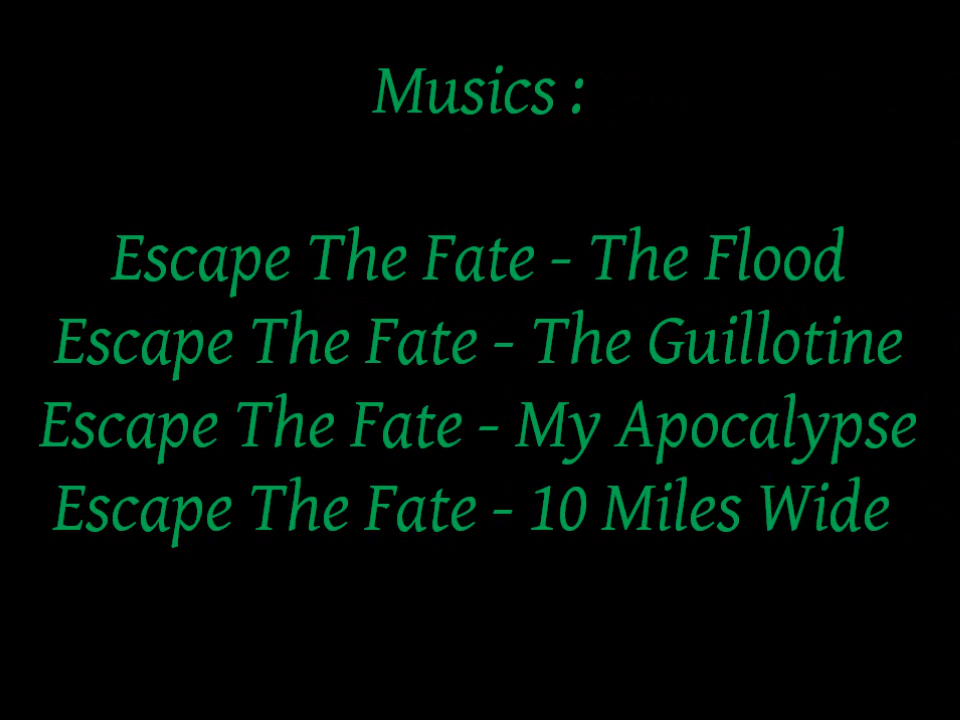 Musics :
Escape The Fate - The Flood
Escape The Fate - The Guillotine
Escape The Fate - My Apocalypse
Escape The Fate - 10 Miles Wide